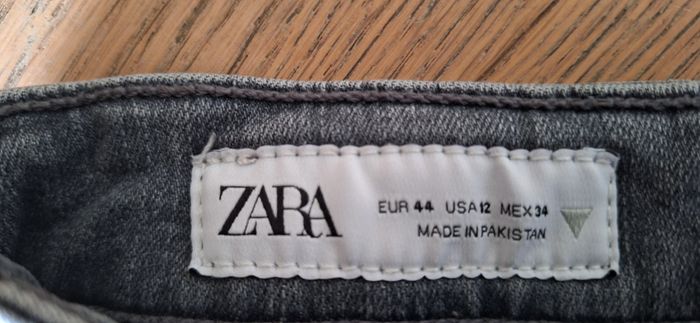 ZARA
EUR 44 USA 12 MEX 34
MADE IN PAKISTAN